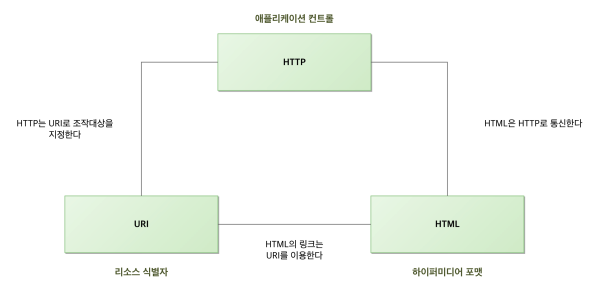 애플리케이션 컨트롤
HTTP
HTTP는 URI로 조작대상을
지정한다
HTML은 HTTP로 통신한다
URI
HTML
HTML의 링크는
URI를 이용한다
리소스 식별자
하이퍼미디어 포맷